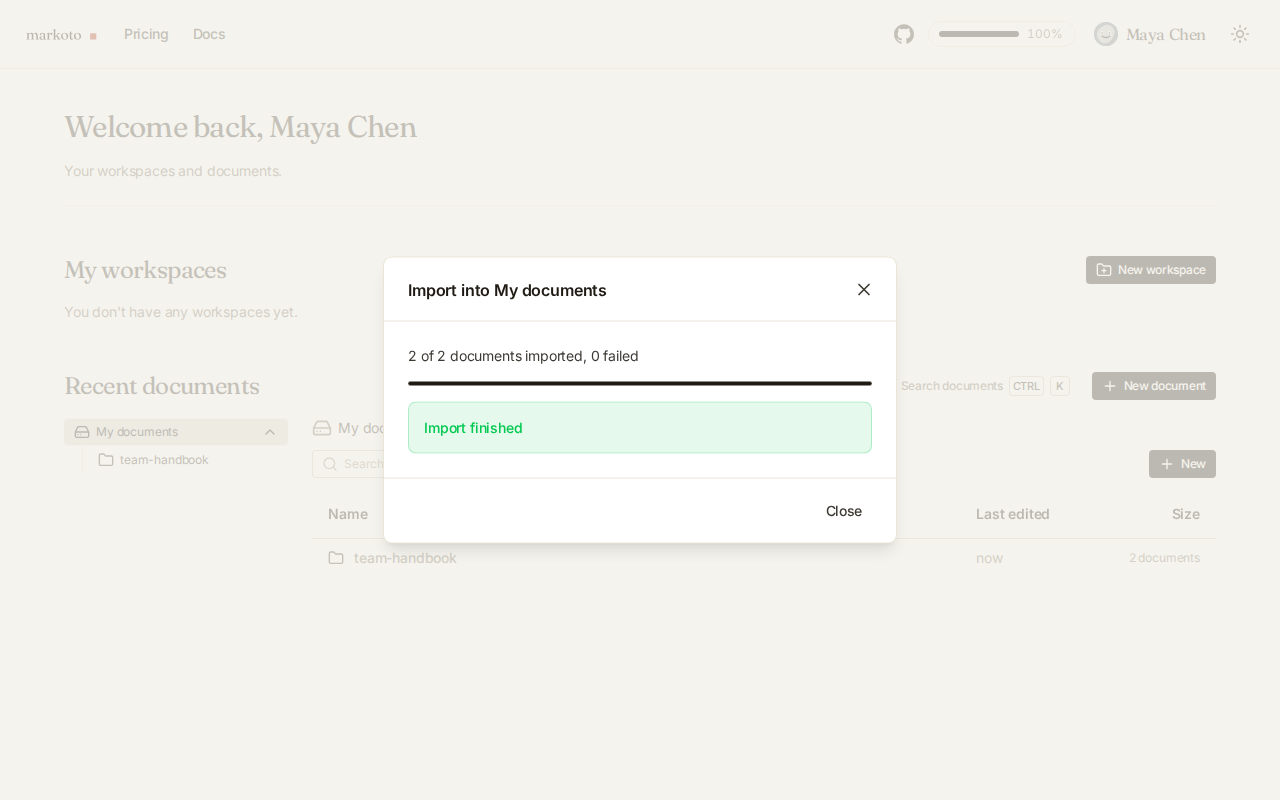 markoto Pricing Docs 100% Maya Chen
Welcome back, Maya Chen
Your workspaces and documents.
My workspaces New workspace
You don't have any workspaces yet.
Import into My documents
2 of 2 documents imported, 0 failed
Import finished
Close
Recent documents Search documents CTRL K New document
My documents
team-handbook
My doc
Search New
Name Last edited Size
team-handbook now 2 documents